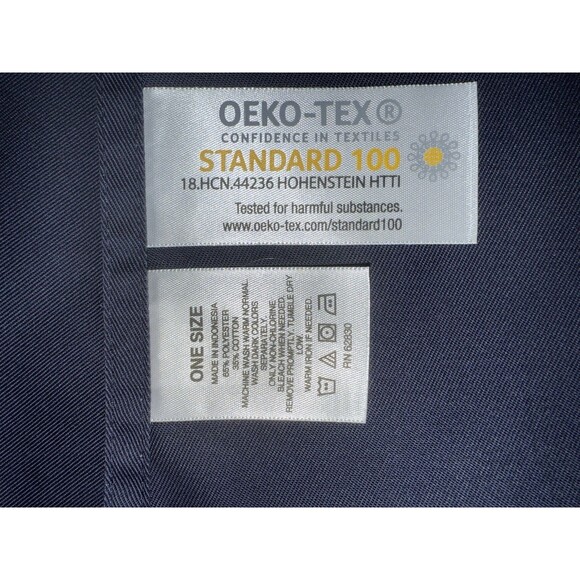 OEKO-TEX®
CONFIDENCE IN TEXTILES
STANDARD 100
18.HCN.44236 HOHENSTEIN HTTI
Tested for harmful substances.
www.oeko-tex.com/standard100
ONE SIZE
MADE IN INDONESIA
65% POLYESTER
35% COTTON
MACHINE WASH WARM NORMAL.
WASH DARK COLORS
SEPARATELY.
ONLY NON-CHLORINE
BLEACH WHEN NEEDED.
REMOVE PROMPTLY. TUMBLE DRY
LOW.
WARM IRON IF NEEDED.
RN 62830